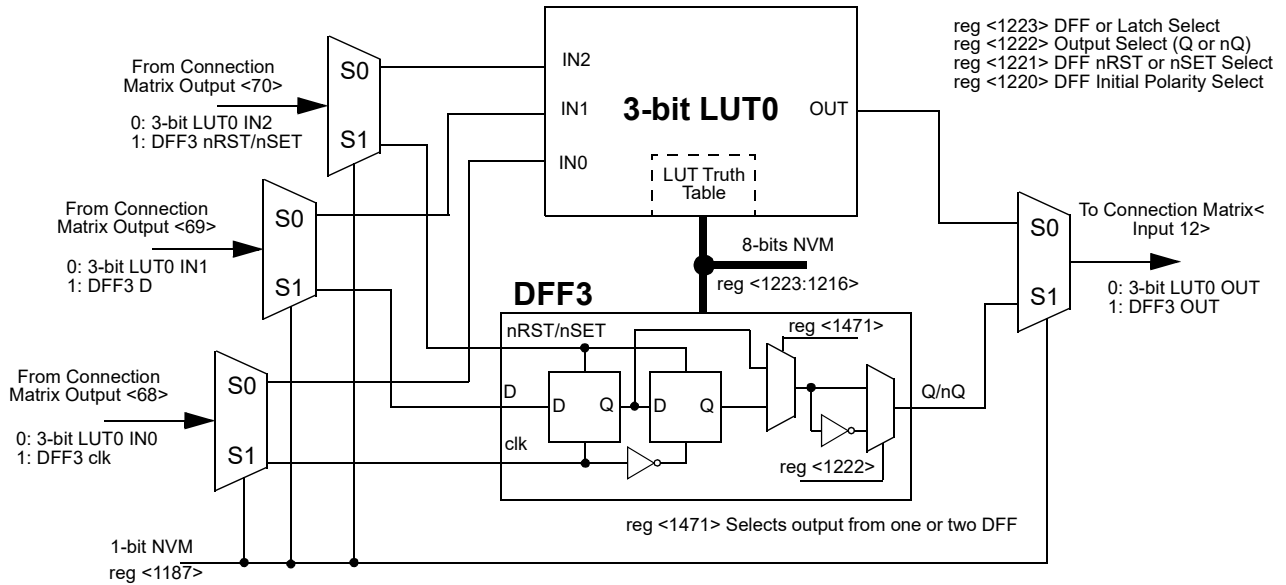 From Connection
Matrix Output <70>
0: 3-bit LUT0 IN2
1: DFF3 nRST/nSET
S0
S1
From Connection
Matrix Output <69>
0: 3-bit LUT0 IN1
1: DFF3 D
S0
S1
From Connection
Matrix Output <68>
0: 3-bit LUT0 IN0
1: DFF3 clk
S0
S1
1-bit NVM
reg <1187>
IN2
IN1
IN0
3-bit LUT0
OUT
LUT Truth
Table
8-bits NVM
reg <1223:1216>
DFF3
nRST/nSET
D
clk
D
Q
D
Q
reg <1471>
reg <1222>
Q/nQ
reg <1471> Selects output from one or two DFF
reg <1223> DFF or Latch Select
reg <1222> Output Select (Q or nQ)
reg <1221> DFF nRST or nSET Select
reg <1220> DFF Initial Polarity Select
S0
S1
To Connection Matrix<
Input 12>
0: 3-bit LUT0 OUT
1: DFF3 OUT